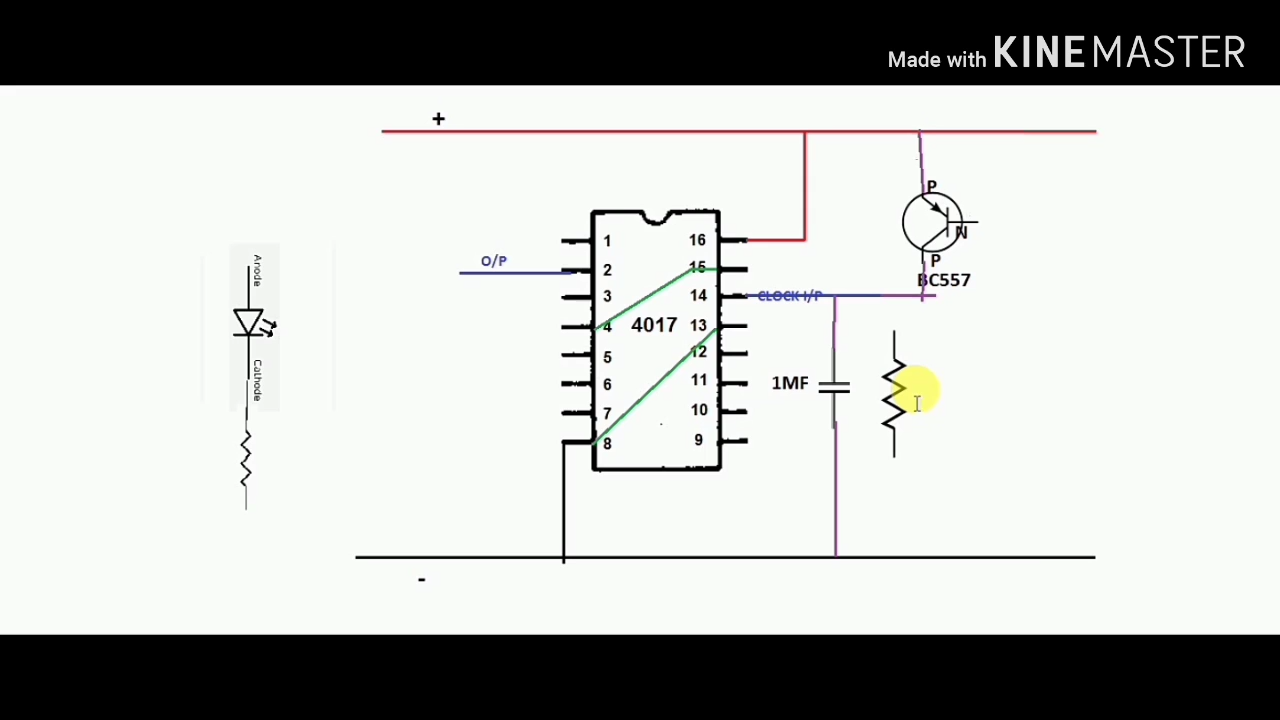 Made with KINEMASTER
+
P
N
P
BC557
O/P
CLOCK I/P
4017
1
2
3
4
5
6
7
8
16
15
14
13
12
11
10
9
1MF
Anode
Cathode
-